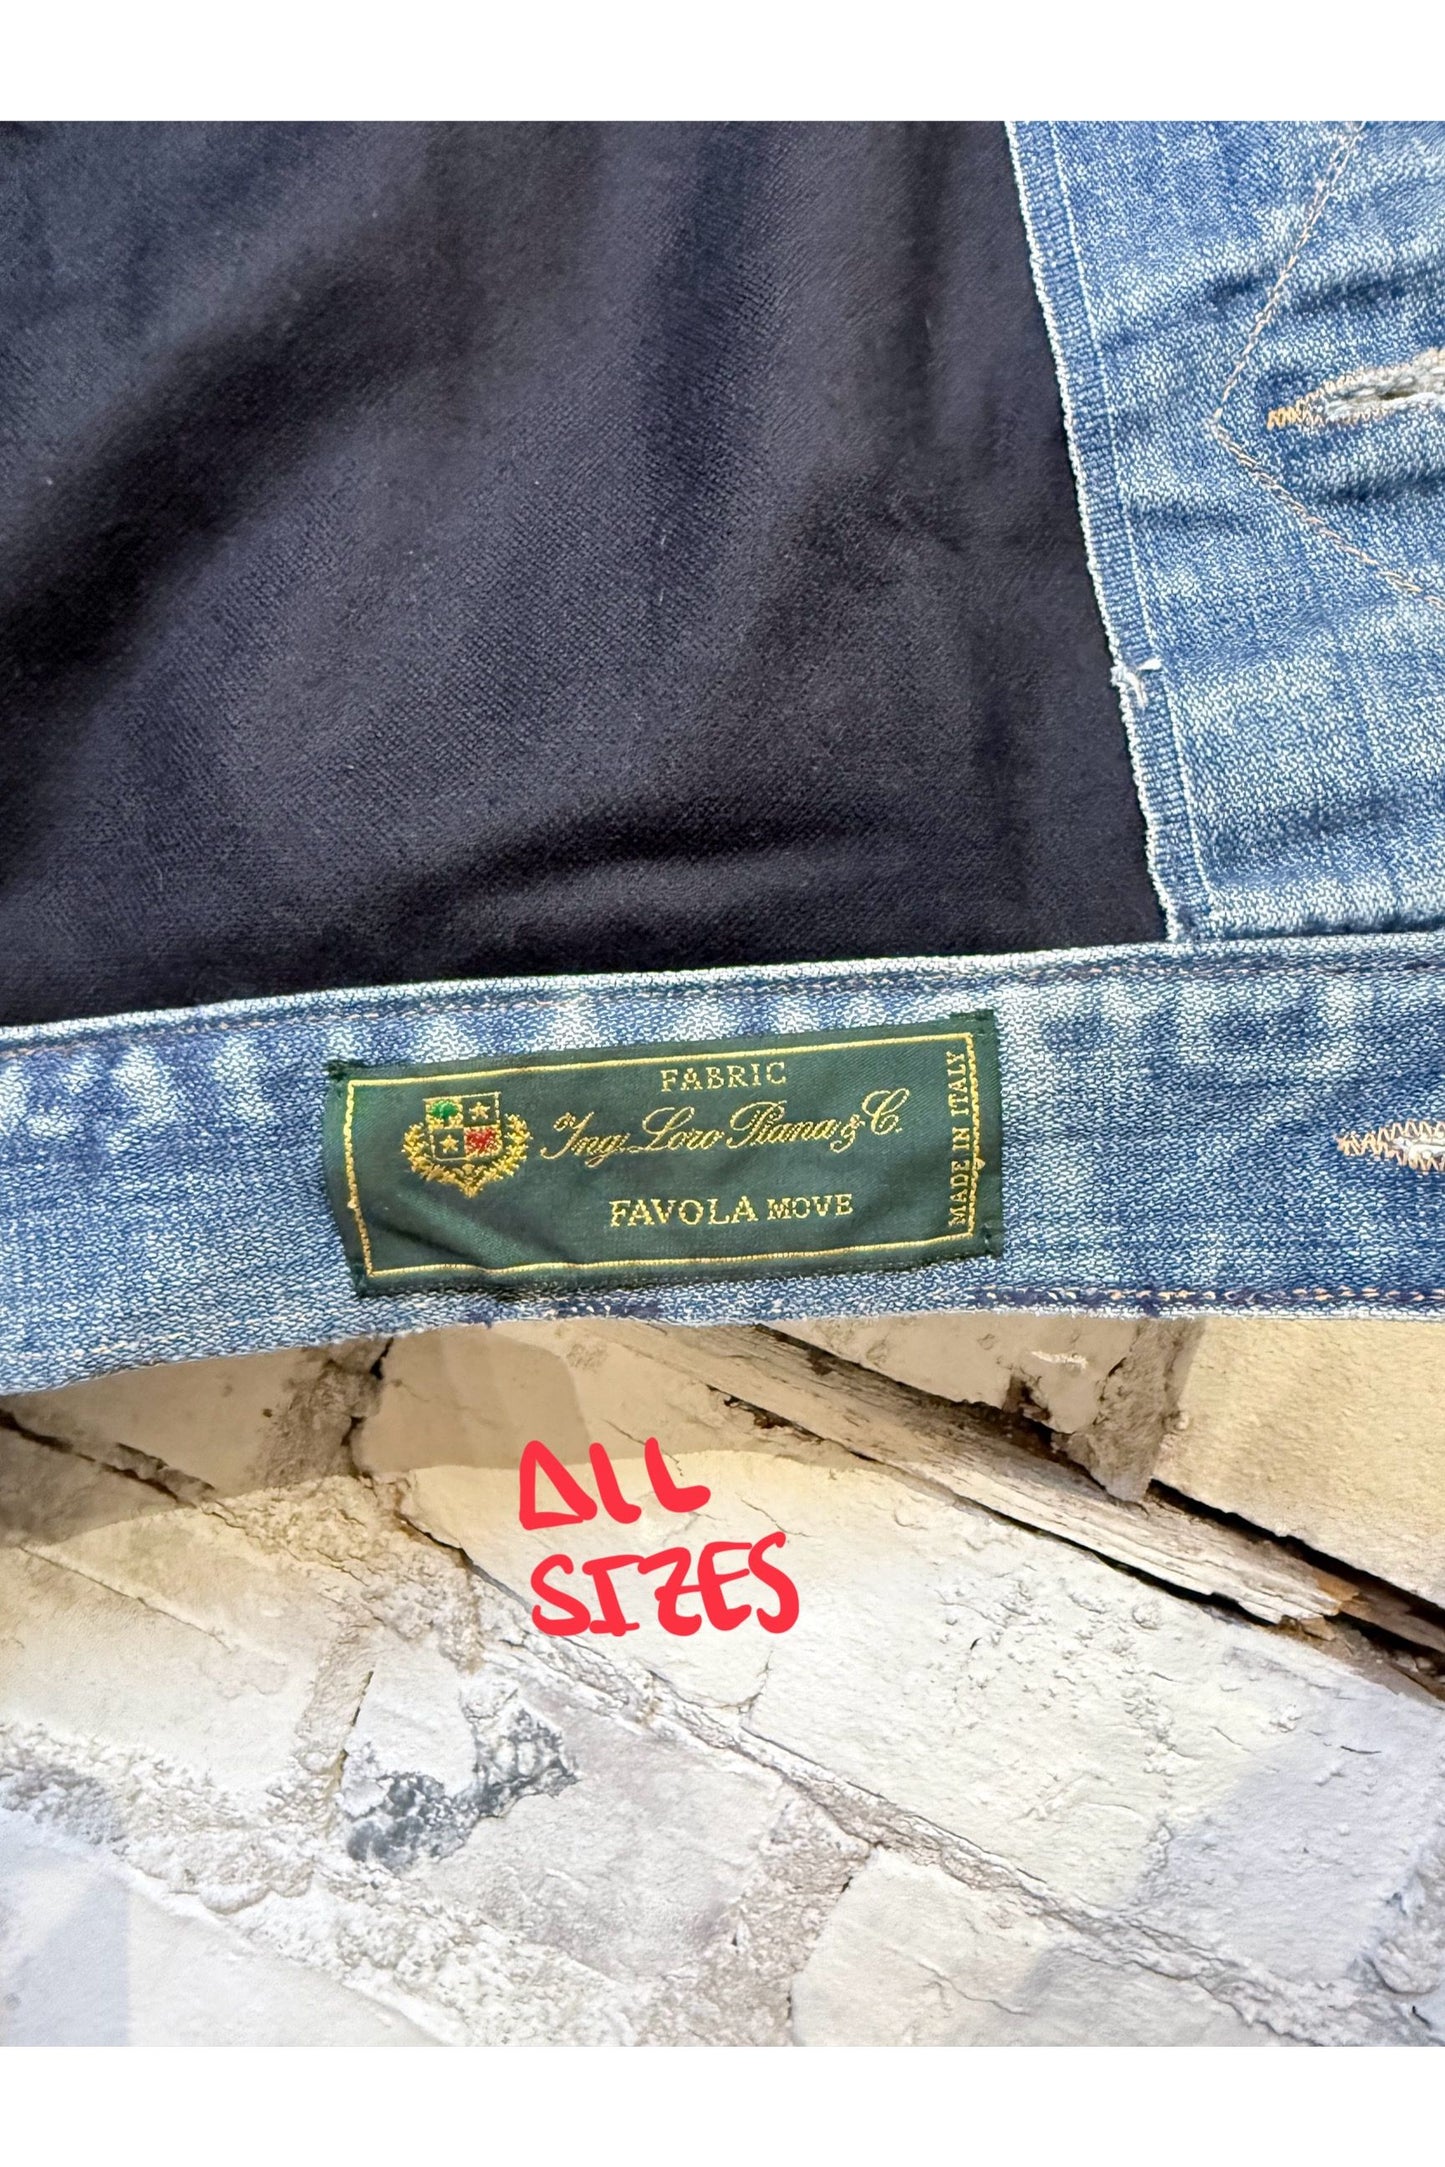 FABRIC
Ing. Loro Piana & C.
FAVOLA MOVE
MADE IN ITALY
ALL
SIZES